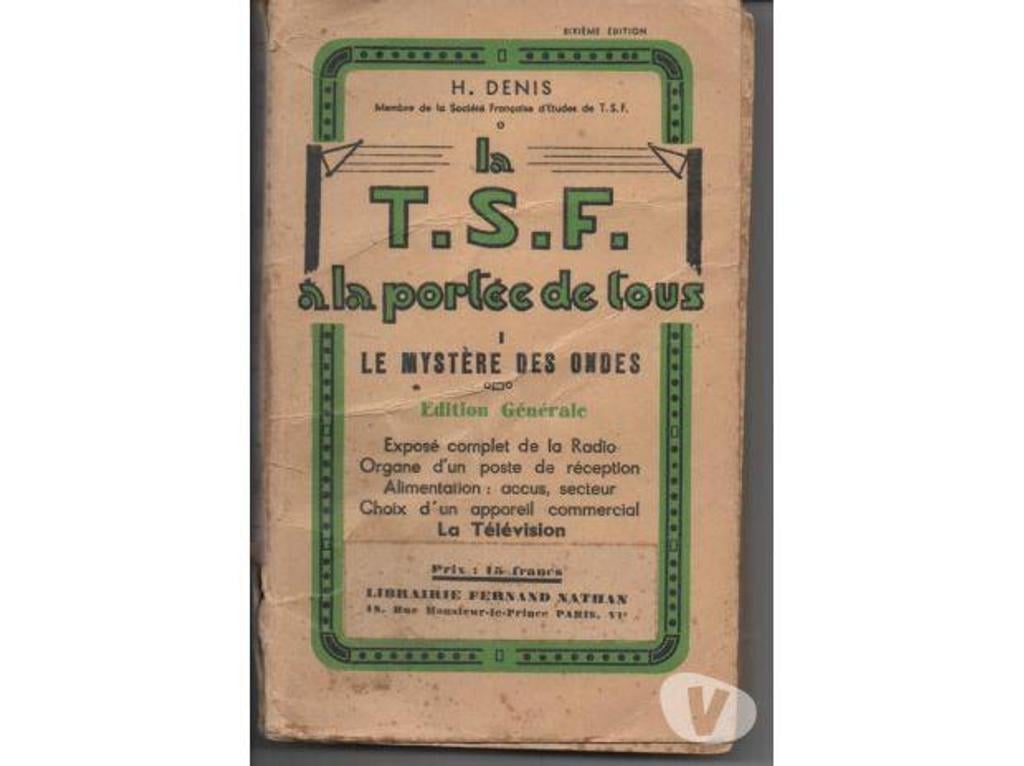 SIXIÈME ÉDITION
H. DENIS
Membre de la Société Française d'Etudes de T.S.F.
la
T.S.F.
à la portée de tous
I
LE MYSTÈRE DES ONDES
Edition Générale
Exposé complet de la Radio
Organe d'un poste de réception
Alimentation : accus, secteur
Choix d'un appareil commercial
La Télévision
Prix : 15 francs
LIBRAIRIE FERNAND NATHAN
18, Rue Monsieur-le-Prince PARIS, VIᵉ
V